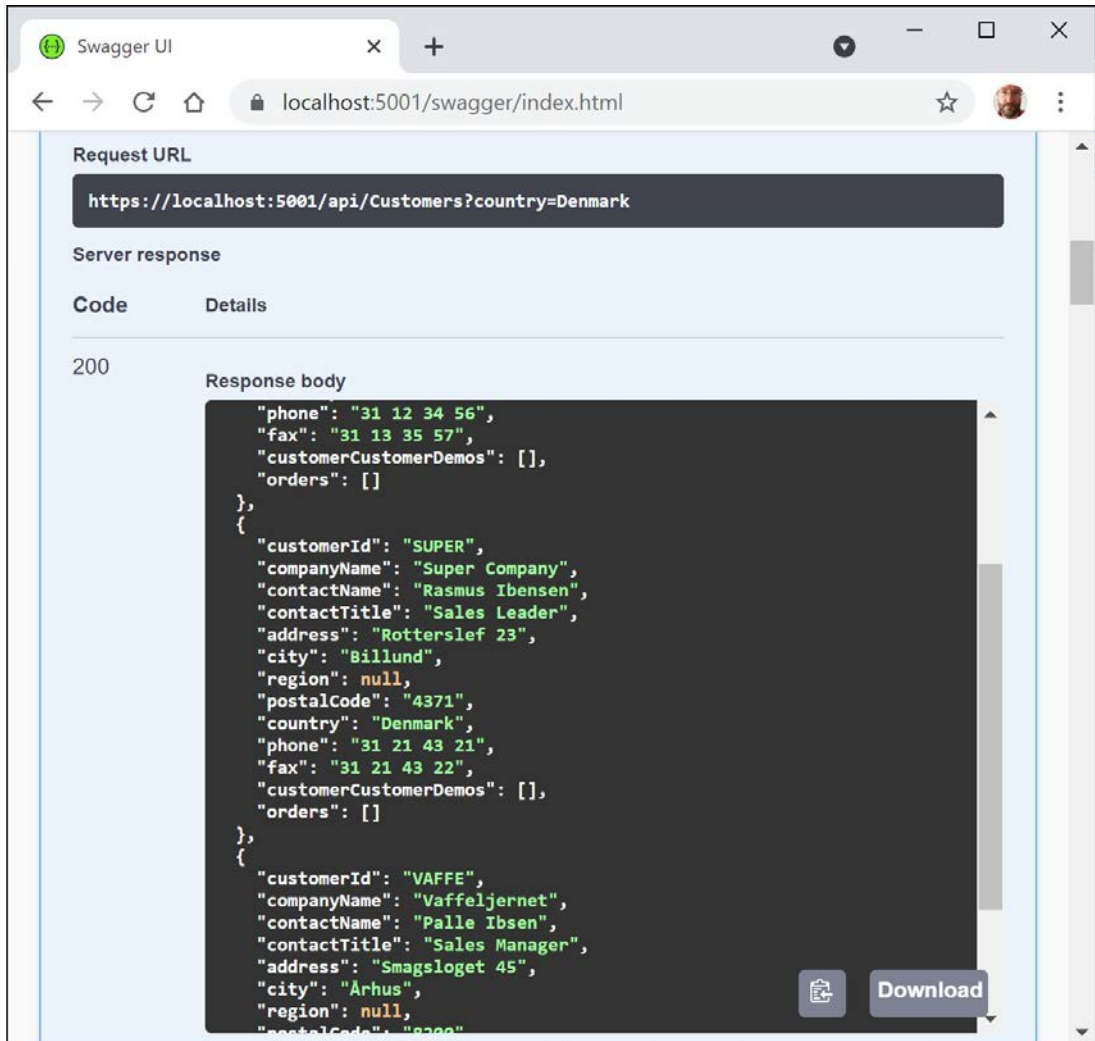 Swagger UI
localhost:5001/swagger/index.html
Request URL
https://localhost:5001/api/Customers?country=Denmark
Server response
Code Details
200
Response body
"phone": "31 12 34 56",
"fax": "31 13 35 57",
"customerCustomerDemos": [],
"orders": []
},
{
"customerId": "SUPER",
"companyName": "Super Company",
"contactName": "Rasmus Ibensen",
"contactTitle": "Sales Leader",
"address": "Rotterslef 23",
"city": "Billund",
"region": null,
"postalCode": "4371",
"country": "Denmark",
"phone": "31 21 43 21",
"fax": "31 21 43 22",
"customerCustomerDemos": [],
"orders": []
},
{
"customerId": "VAFFE",
"companyName": "Vaffeljernet",
"contactName": "Palle Ibsen",
"contactTitle": "Sales Manager",
"address": "Smagsloget 45",
"city": "Århus",
"region": null,
"postalCode": "8200"
Download